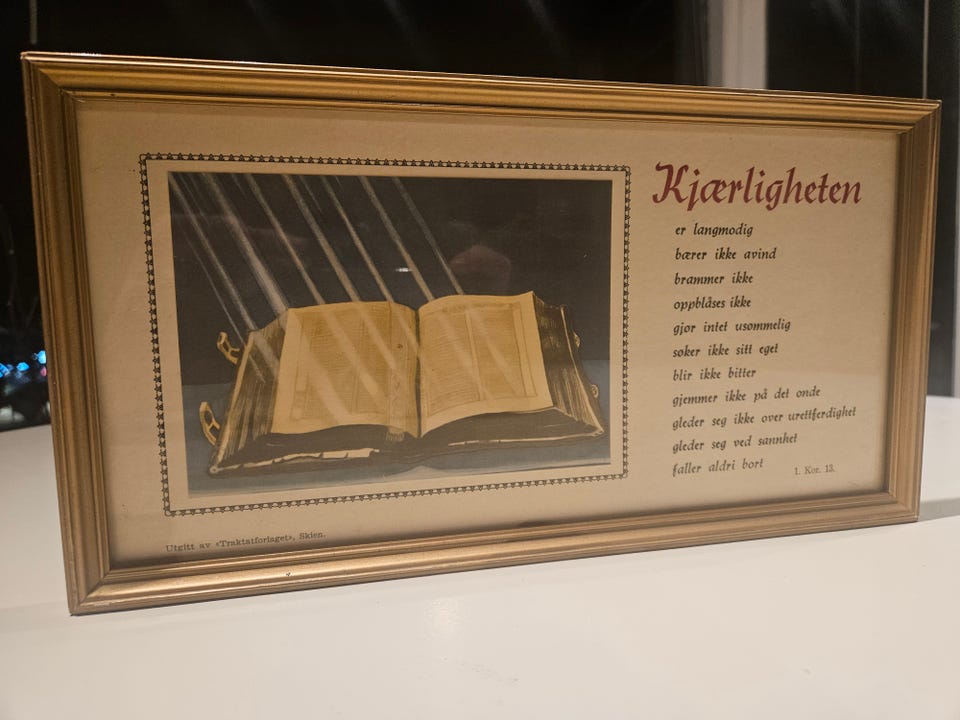 Kjærligheten
er langmodig
bærer ikke avind
brammer ikke
oppblåses ikke
gjør intet usømmelig
søker ikke sitt eget
blir ikke bitter
gjemmer ikke på det onde
gleder seg ikke over urettferdighet
gleder seg ved sannhet
faller aldri bort
1. Kor. 13.
Utgitt av «Traktatforlaget», Skien.